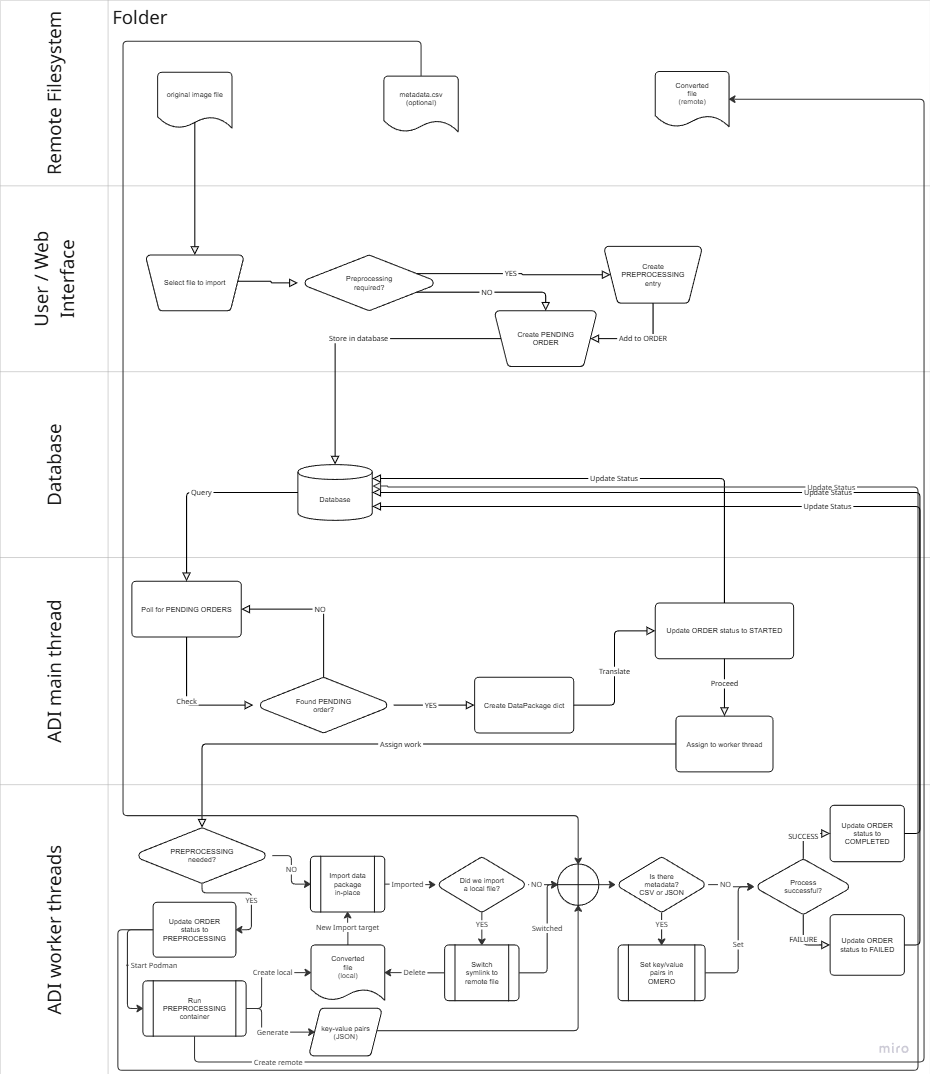 Folder
Remote Filesystem
original image file
metadata.csv
(optional)
Converted
file
(remote)
User / Web
Interface
Select file to import
Preprocessing
required?
YES
NO
Create
PREPROCESSING
entry
Create PENDING
ORDER
Add to ORDER
Store in database
Database
Database
Query
Update Status
Update Status
Update Status
Update Status
ADI main thread
Poll for PENDING ORDERS
NO
Check
Found PENDING
order?
YES
Create DataPackage dict
Translate
Update ORDER status to STARTED
Proceed
Assign to worker thread
Assign work
ADI worker threads
PREPROCESSING
needed?
NO
YES
Update ORDER
status to
PREPROCESSING
Start Podman
Run
PREPROCESSING
container
Create local
Generate
Create remote
Import data
package
in-place
New Import target
Converted
file
(local)
key-value pairs
(JSON)
Imported
Did we import
a local file?
NO
YES
Delete
Switch
symlink to
remote file
Switched
Is there
metadata?
CSV or JSON
NO
YES
Set key/value
pairs in
OMERO
Set
Process
successful?
SUCCESS
FAILURE
Update ORDER
status to
COMPLETED
Update ORDER
status to FAILED
miro